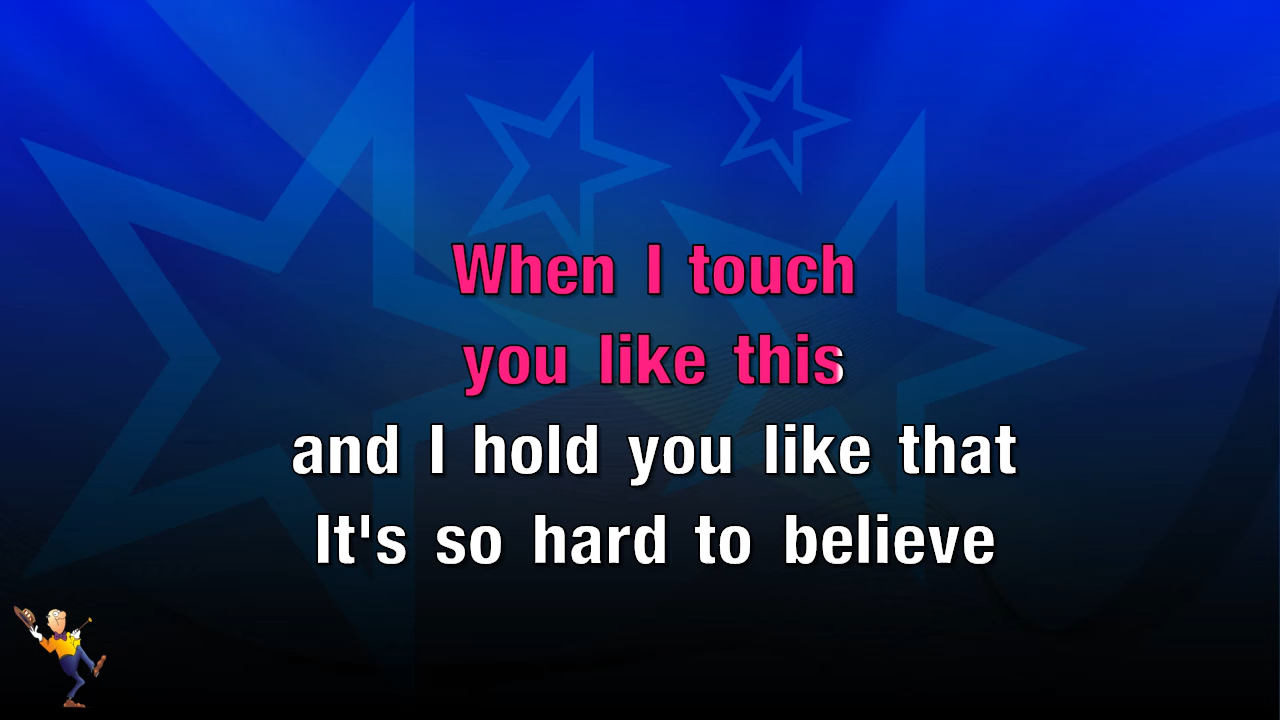 When I touch
you like this
and I hold you like that
It's so hard to believe